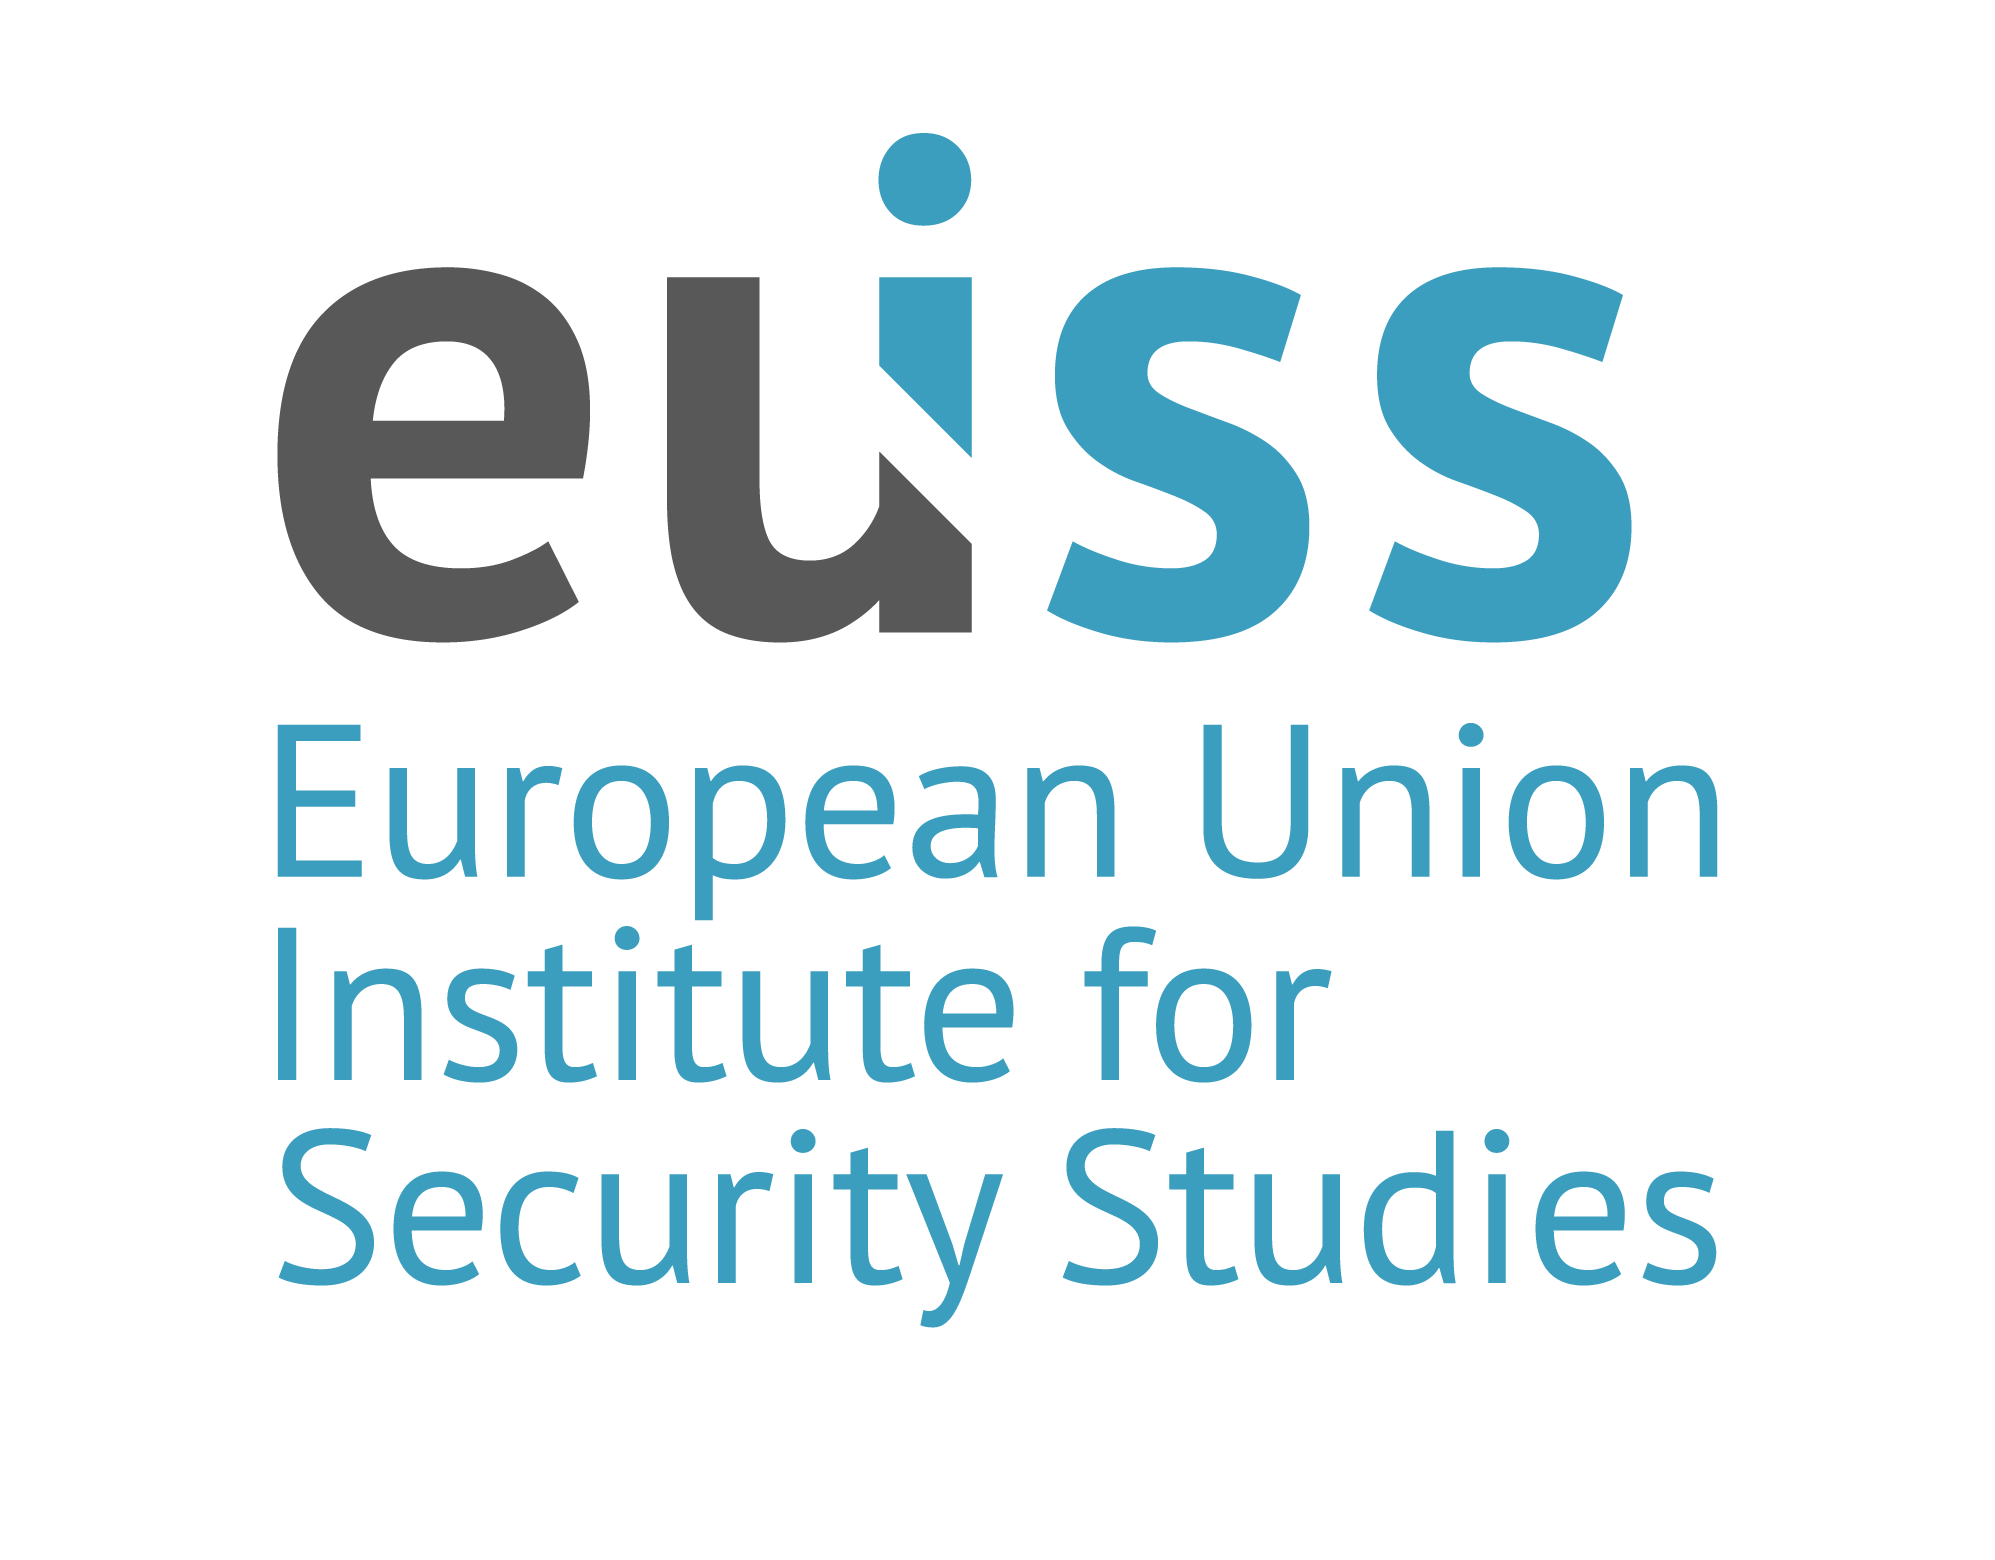 euiss
European Union
Institute for
Security Studies